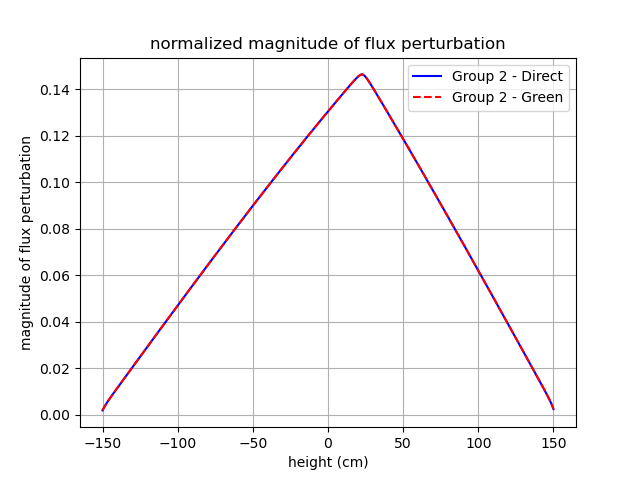 normalized magnitude of flux perturbation
Group 2 - Direct
Group 2 - Green
magnitude of flux perturbation
0.14
0.12
0.10
0.08
0.06
0.04
0.02
0.00
−150 −100 −50 0 50 100 150
height (cm)